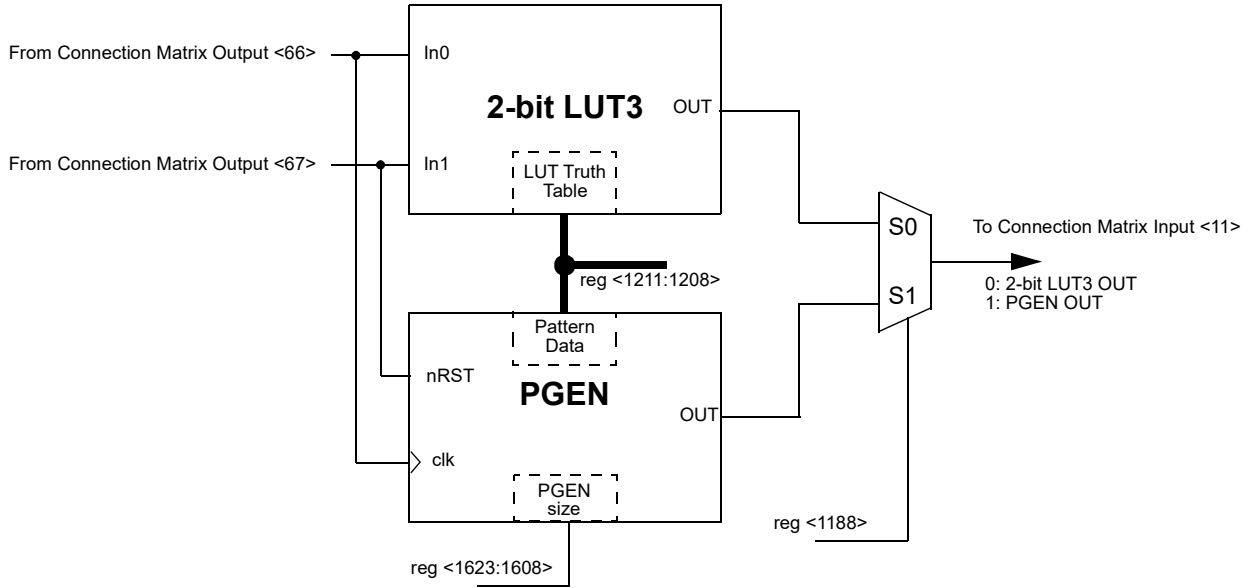 From Connection Matrix Output <66>
In0
2-bit LUT3
OUT
From Connection Matrix Output <67>
In1
LUT Truth
Table
S0
To Connection Matrix Input <11>
reg <1211:1208>
0: 2-bit LUT3 OUT
1: PGEN OUT
S1
Pattern
Data
nRST
PGEN
OUT
clk
PGEN
size
reg <1188>
reg <1623:1608>